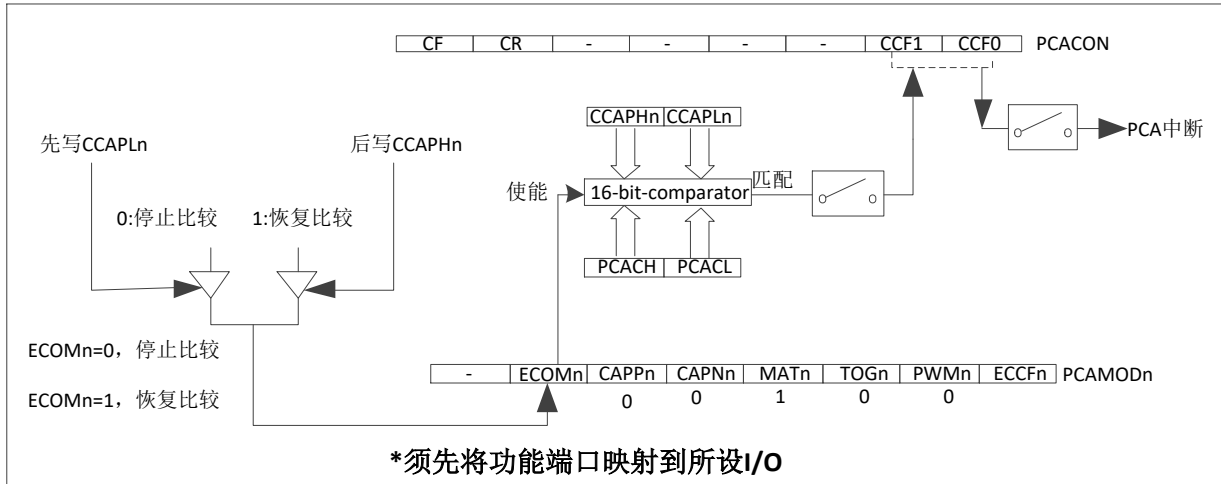 CF CR - - - - CCF1 CCF0 PCACON
CCAPHn CCAPLn
先写CCAPLn
后写CCAPHn
PCA中断
0:停止比较
1:恢复比较
使能
16-bit-comparator
匹配
PCACH PCACL
ECOMn=0，停止比较
- ECOMn CAPPn CAPNn MATn TOGn PWMn ECCFn PCAMODn
ECOMn=1，恢复比较
0 0 1 0 0
*须先将功能端口映射到所设I/O